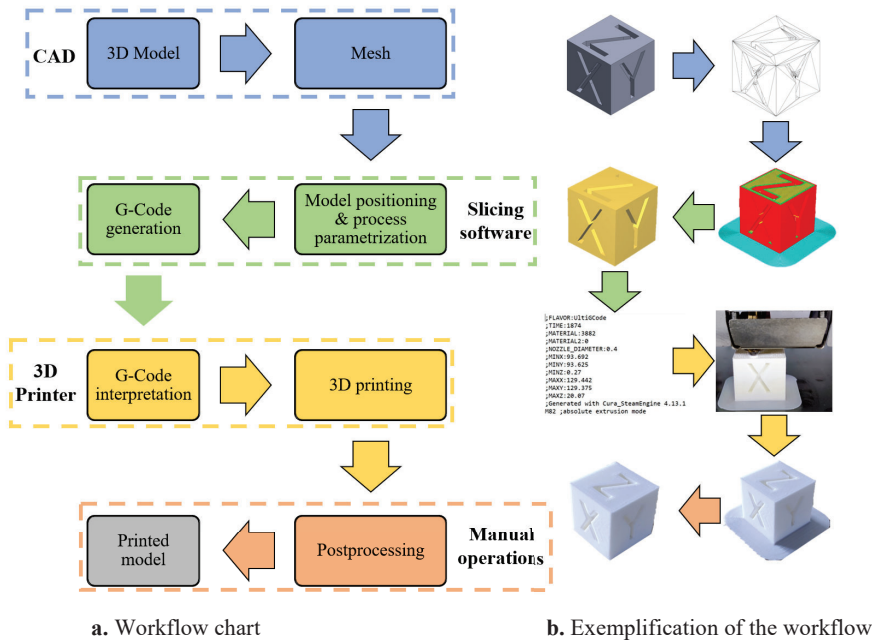 CAD
3D Model
Mesh
G-Code
generation
Model positioning
& process
parametrization
Slicing
software
3D
Printer
G-Code
interpretation
3D printing
Printed
model
Postprocessing
Manual
operations
a. Workflow chart
Z
X Y
Z
X Y
Z
X Y
;FLAVOR:UltiGCode
;TIME:1874
;MATERIAL:3882
;MATERIAL2:0
;NOZZLE_DIAMETER:0.4
;MINX:93.692
;MINY:93.625
;MINZ:0.27
;MAXX:129.442
;MAXY:129.375
;MAXZ:20.07
;Generated with Cura_SteamEngine 4.13.1
M82 ;absolute extrusion mode
X
Z
X Y
Z
X Y
b. Exemplification of the workflow